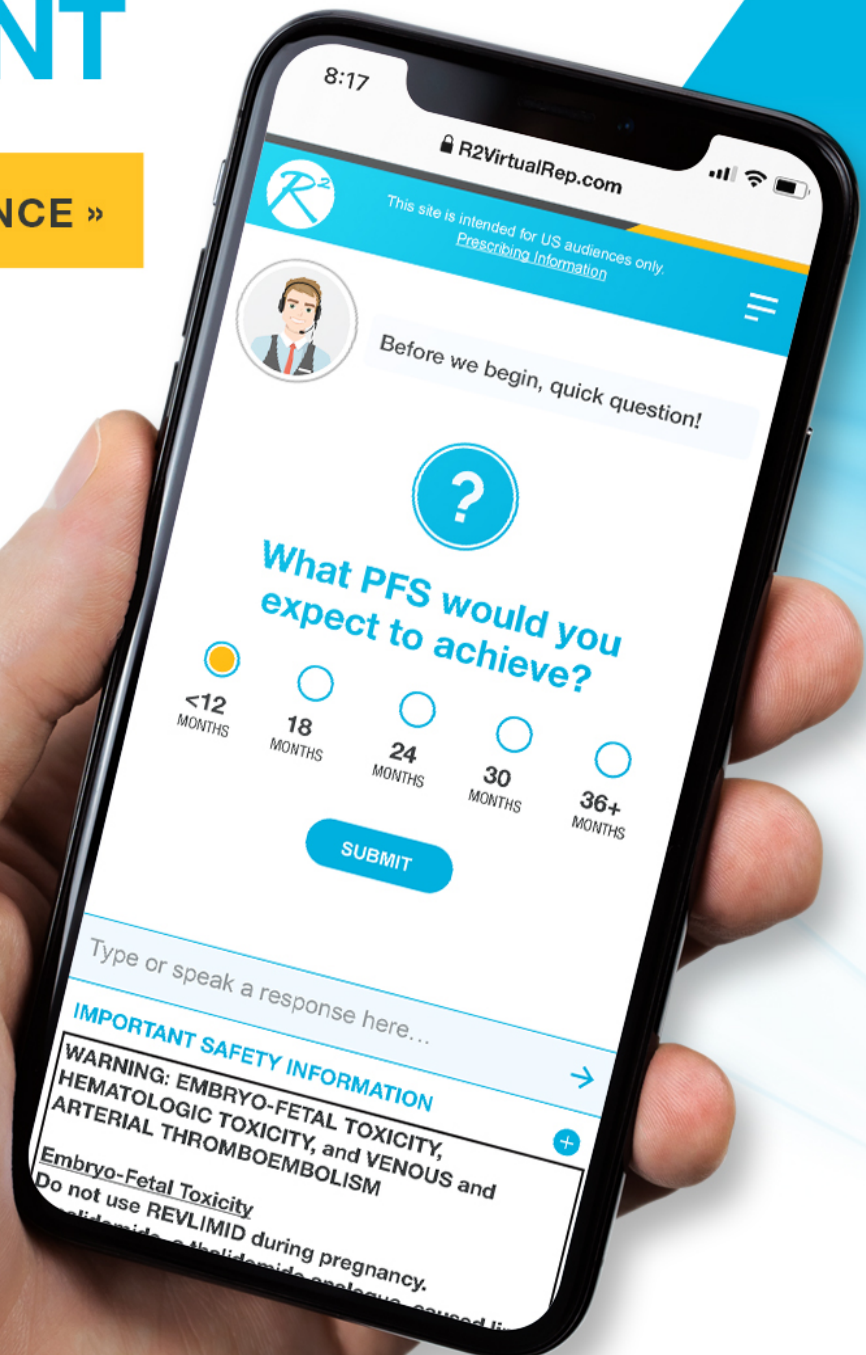 NT
NCE »
8:17
R2VirtualRep.com
R2
This site is intended for US audiences only.
Prescribing Information
Before we begin, quick question!
?
What PFS would you
expect to achieve?
<12
MONTHS
18
MONTHS
24
MONTHS
30
MONTHS
36+
MONTHS
SUBMIT
Type or speak a response here...
IMPORTANT SAFETY INFORMATION
WARNING: EMBRYO-FETAL TOXICITY,
HEMATOLOGIC TOXICITY, and VENOUS and
ARTERIAL THROMBOEMBOLISM
Embryo-Fetal Toxicity
Do not use REVLIMID during pregnancy.